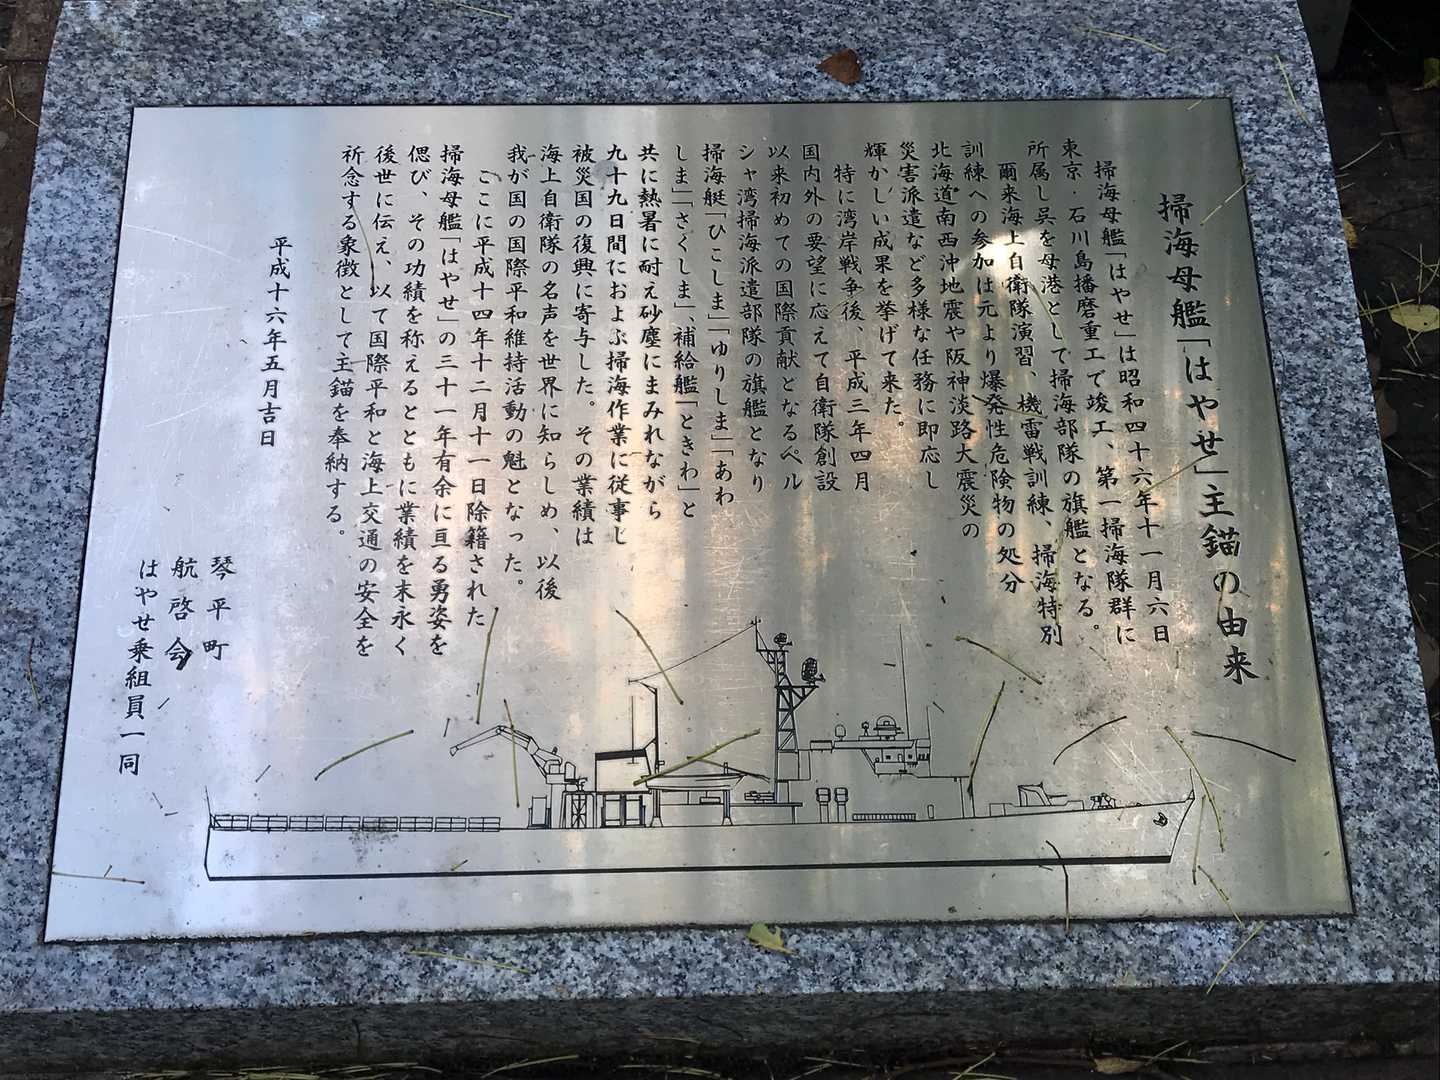 掃海母艦「はやせ」主錨の由来
掃海母艦「はやせ」は昭和四十六年十一月六日
東京・石川島播磨重工で竣工、第一掃海隊群に
所属し呉を母港として掃海部隊の旗艦となる。
爾来海上自衛隊演習、機雷戦訓練、掃海特別
訓練への参加は元より爆発性危険物の処分
北海道南西沖地震や阪神淡路大震災の
災害派遣など多様な任務に即応し
輝かしい成果を挙げて来た。
特に湾岸戦争後、平成三年四月
国内外の要望に応えて自衛隊創設
以来初めての国際貢献となるペル
シャ湾掃海派遣部隊の旗艦となり
掃海艇「ひこしま」「ゆりしま」「あわ
しま」「さくしま」、補給艦「ときわ」と
共に熱暑に耐え砂塵にまみれながら
九十九日間におよぶ掃海作業に従事し
被災国の復興に寄与した。その業績は
海上自衛隊の名声を世界に知らしめ、以後
我が国の国際平和維持活動の魁となった。
ここに平成十四年十二月十一日除籍された
掃海母艦「はやせ」の三十一年有余に亘る勇姿を
偲び、その功績を称えるとともに業績を末永く
後世に伝え、以て国際平和と海上交通の安全を
祈念する象徴として主錨を奉納する。
平成十六年五月吉日
琴平町
航啓会
はやせ乗組員一同